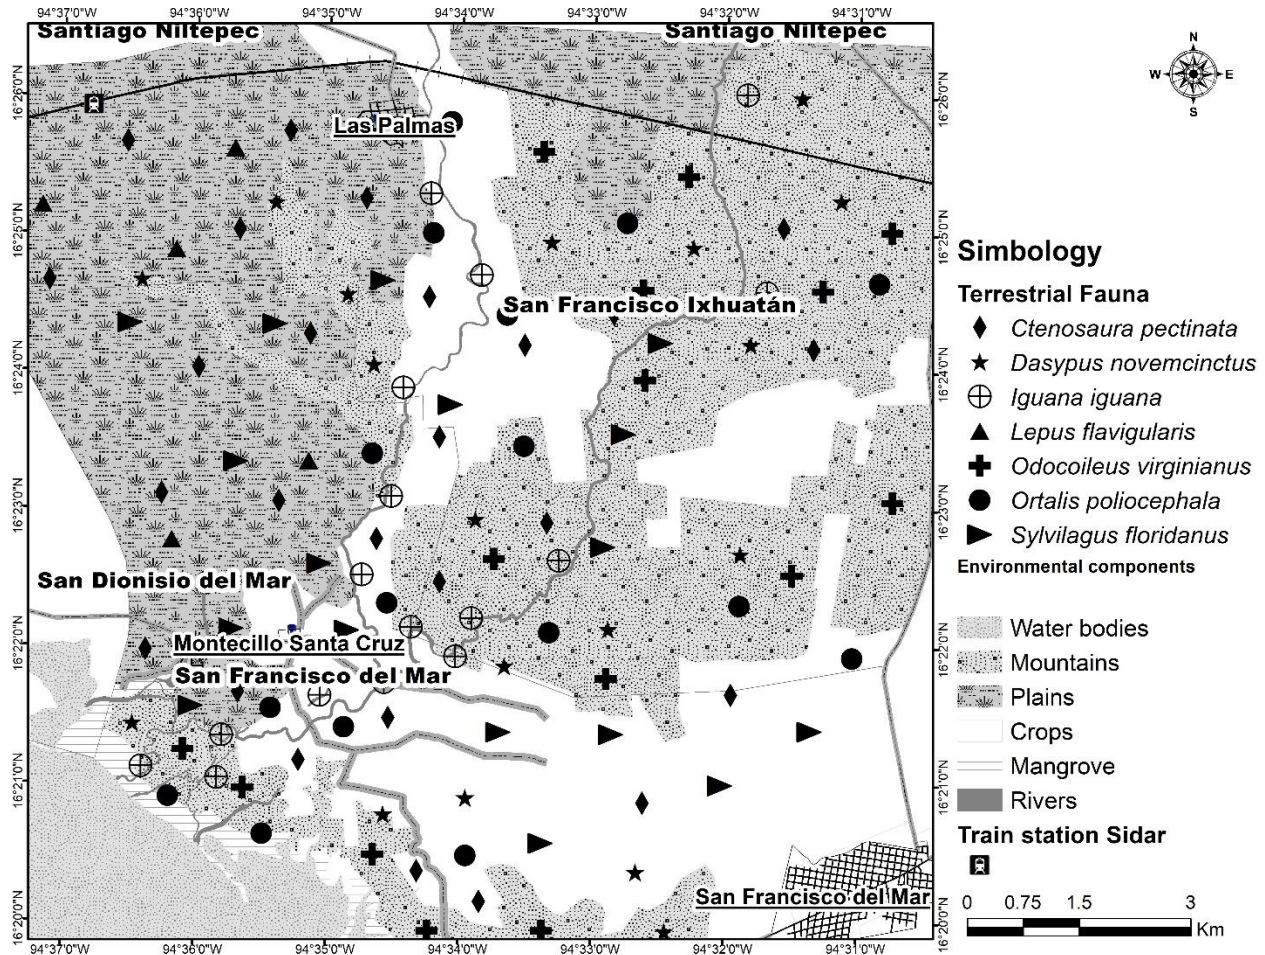 94°37'0"W 94°36'0"W 94°35'0"W 94°34'0"W 94°33'0"W 94°32'0"W 94°31'0"W
Santiago Niltepec
Santiago Niltepec
16°26'0"N
16°26'0"N
Las Palmas
16°25'0"N
16°25'0"N
San Francisco Ixhuatán
16°24'0"N
16°24'0"N
16°23'0"N
16°23'0"N
San Dionisio del Mar
16°22'0"N
16°22'0"N
Montecillo Santa Cruz
San Francisco del Mar
16°21'0"N
16°21'0"N
San Francisco del Mar
16°20'0"N
16°20'0"N
94°37'0"W 94°36'0"W 94°35'0"W 94°34'0"W 94°33'0"W 94°32'0"W 94°31'0"W
N
W E
S
Simbology
Terrestrial Fauna
Ctenosaura pectinata
Dasypus novemcinctus
Iguana iguana
Lepus flavigularis
Odocoileus virginianus
Ortalis poliocephala
Sylvilagus floridanus
Environmental components
Water bodies
Mountains
Plains
Crops
Mangrove
Rivers
Train station Sidar
0 0.75 1.5 3
Km